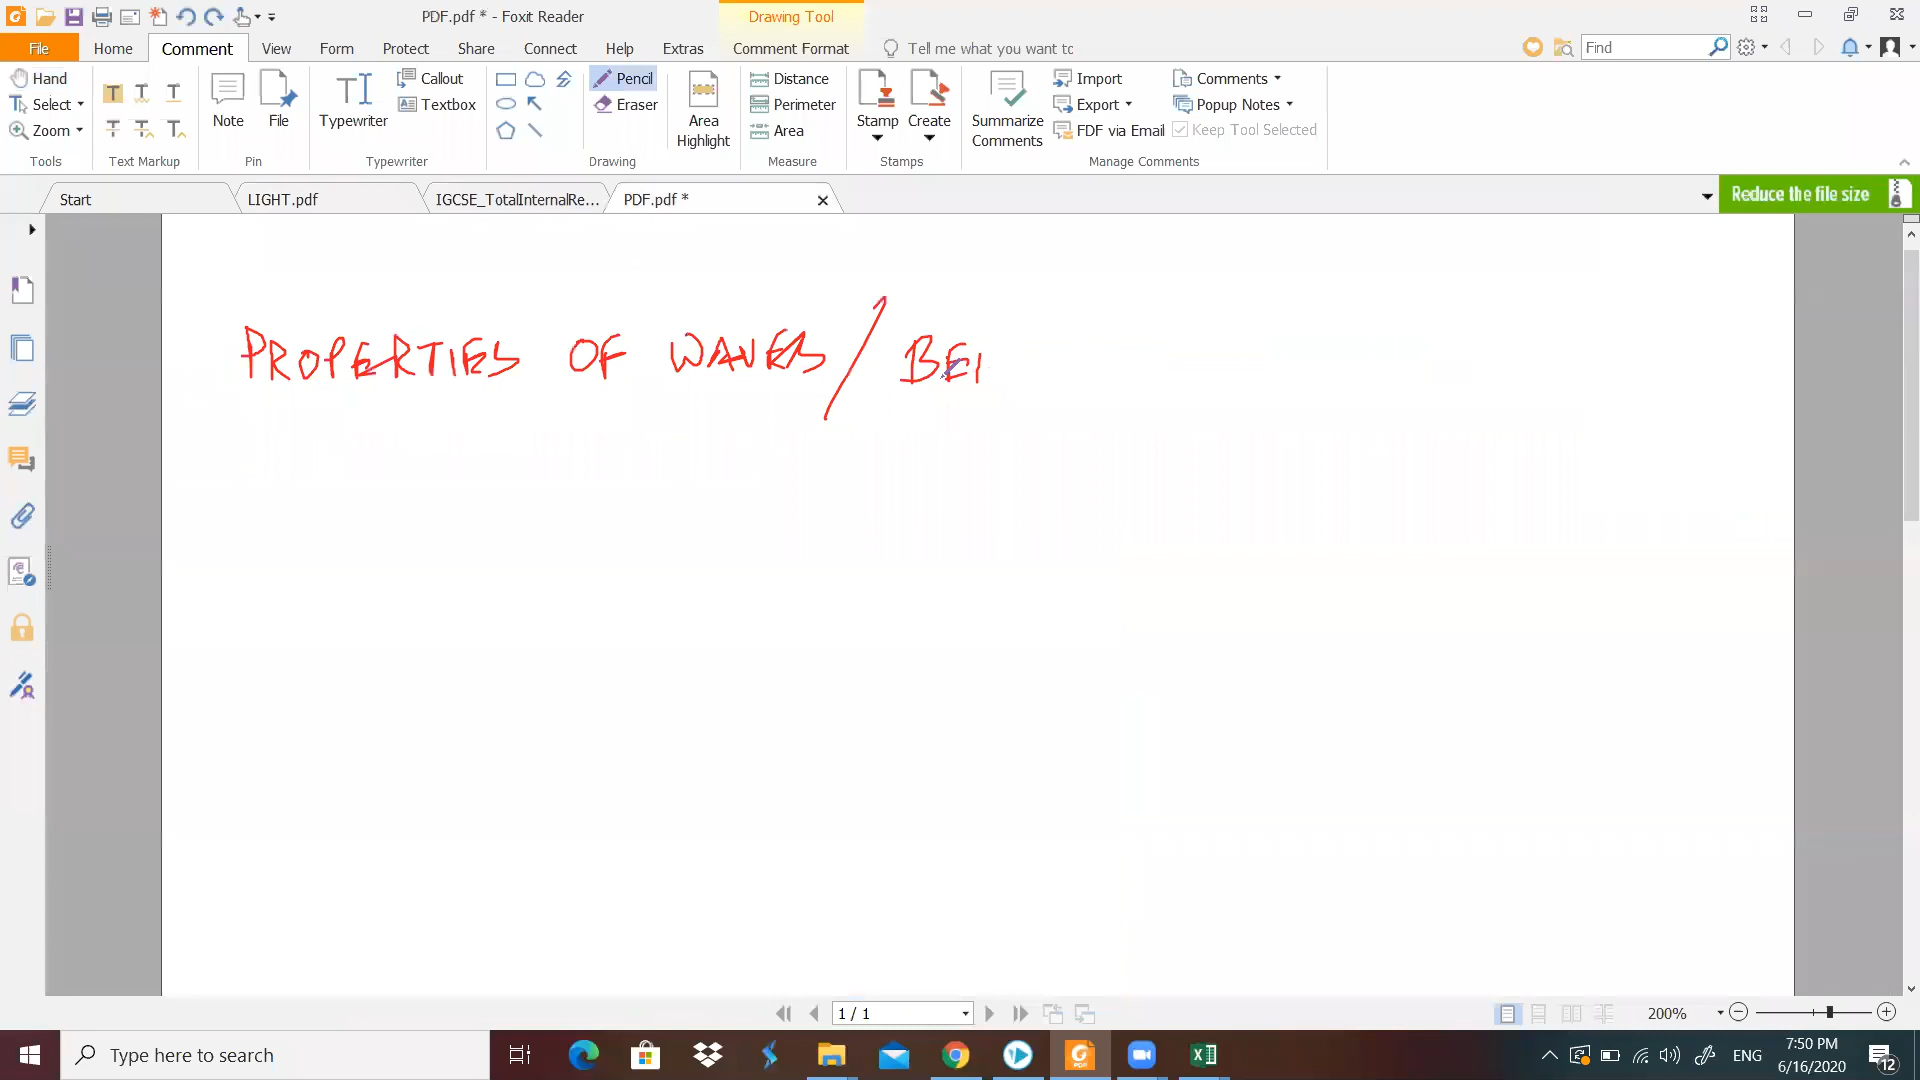 PDF.pdf * - Foxit Reader
Drawing Tool
File Home Comment View Form Protect Share Connect Help Extras Comment Format Tell me what you want to
Find
Hand
Select
Zoom
Tools
Text Markup
Note
File
Pin
Typewriter
Callout
Textbox
Typewriter
Pencil
Eraser
Drawing
Area Highlight
Distance
Perimeter
Area
Measure
Stamp
Create
Stamps
Summarize Comments
Import
Export
FDF via Email
Comments
Popup Notes
Keep Tool Selected
Manage Comments
Start
LIGHT.pdf
IGCSE_TotalInternalRe...
PDF.pdf *
Reduce the file size
PROPERTIES OF WAVES / BE
1 / 1
200%
Type here to search
ENG
7:50 PM
6/16/2020
12